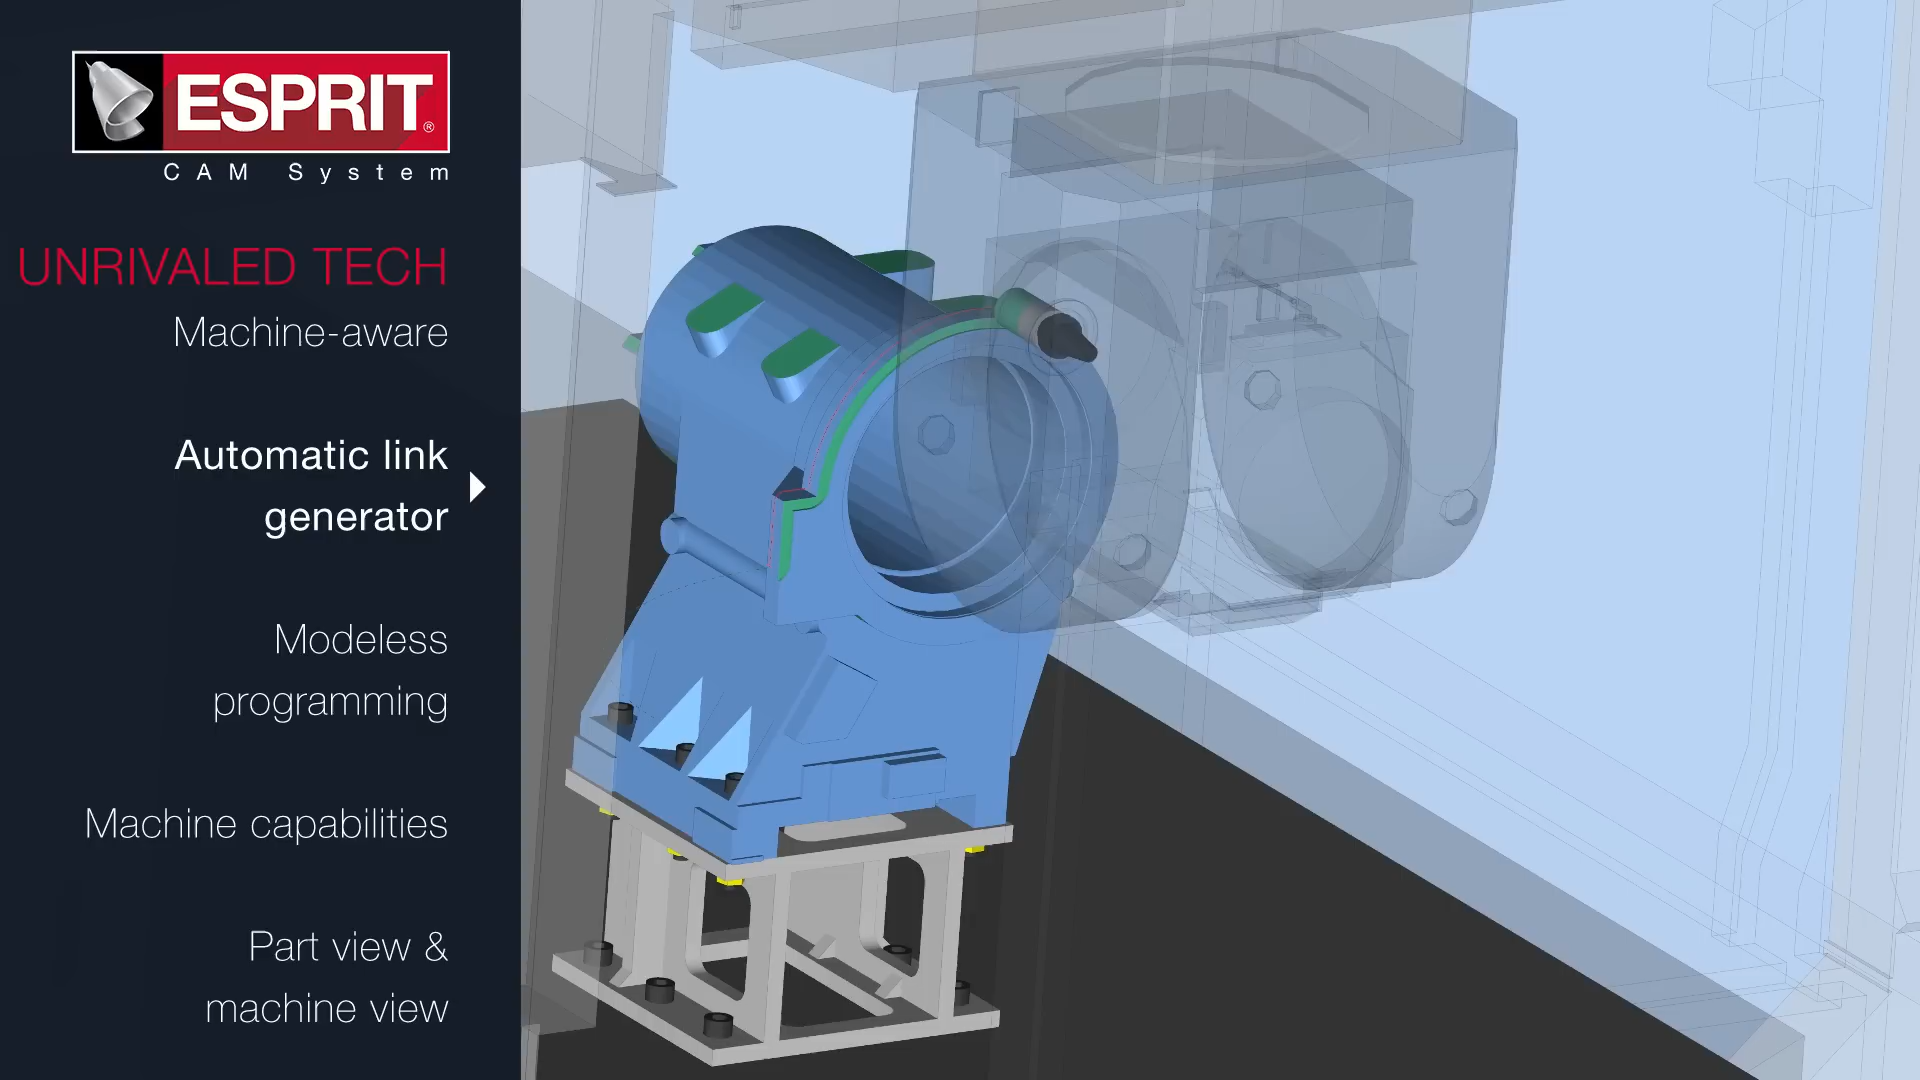 ESPRIT®
CAM System
UNRIVALED TECH
Machine-aware
Automatic link
generator
Modeless
programming
Machine capabilities
Part view &
machine view